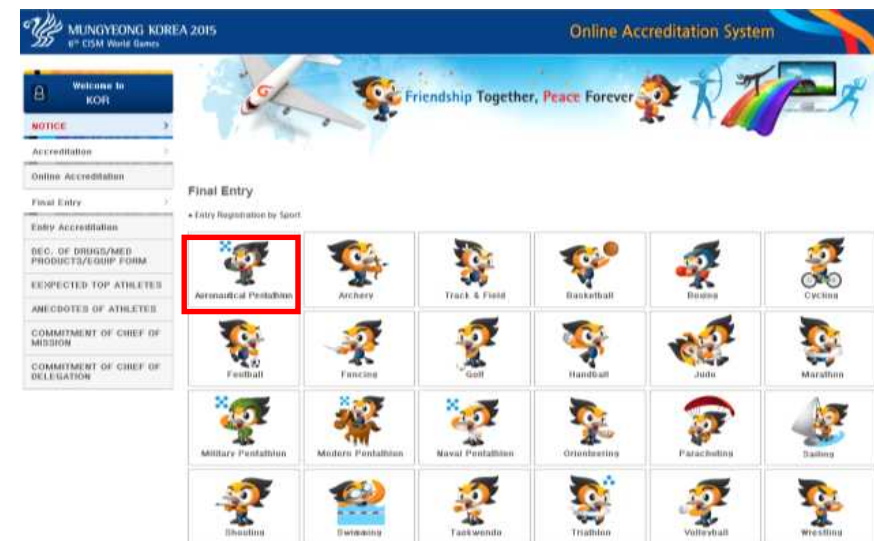 MUNGYEONG KOREA 2015
6th CISM World Games
Online Accreditation System
Welcome to
KOR
Friendship Together, Peace Forever
NOTICE
Accreditation
Online Accreditation
Final Entry
Entry Accreditation
DEC. OF DRUGS/MED
PRODUCTS/EQUIP FORM
EEXPECTED TOP ATHLETES
ANECDOTES OF ATHLETES
COMMITMENT OF CHIEF OF
MISSION
COMMITMENT OF CHIEF OF
DELEGATION
Final Entry
Entry Registration by Sport
Aeronautical Pentathlon
Archery
Track & Field
Basketball
Boxing
Cycling
Football
Fencing
Golf
Handball
Judo
Marathon
Military Pentathlon
Modern Pentathlon
Naval Pentathlon
Orienteering
Parachuting
Sailing
Shooting
Swimming
Taekwondo
Triathlon
Volleyball
Wrestling